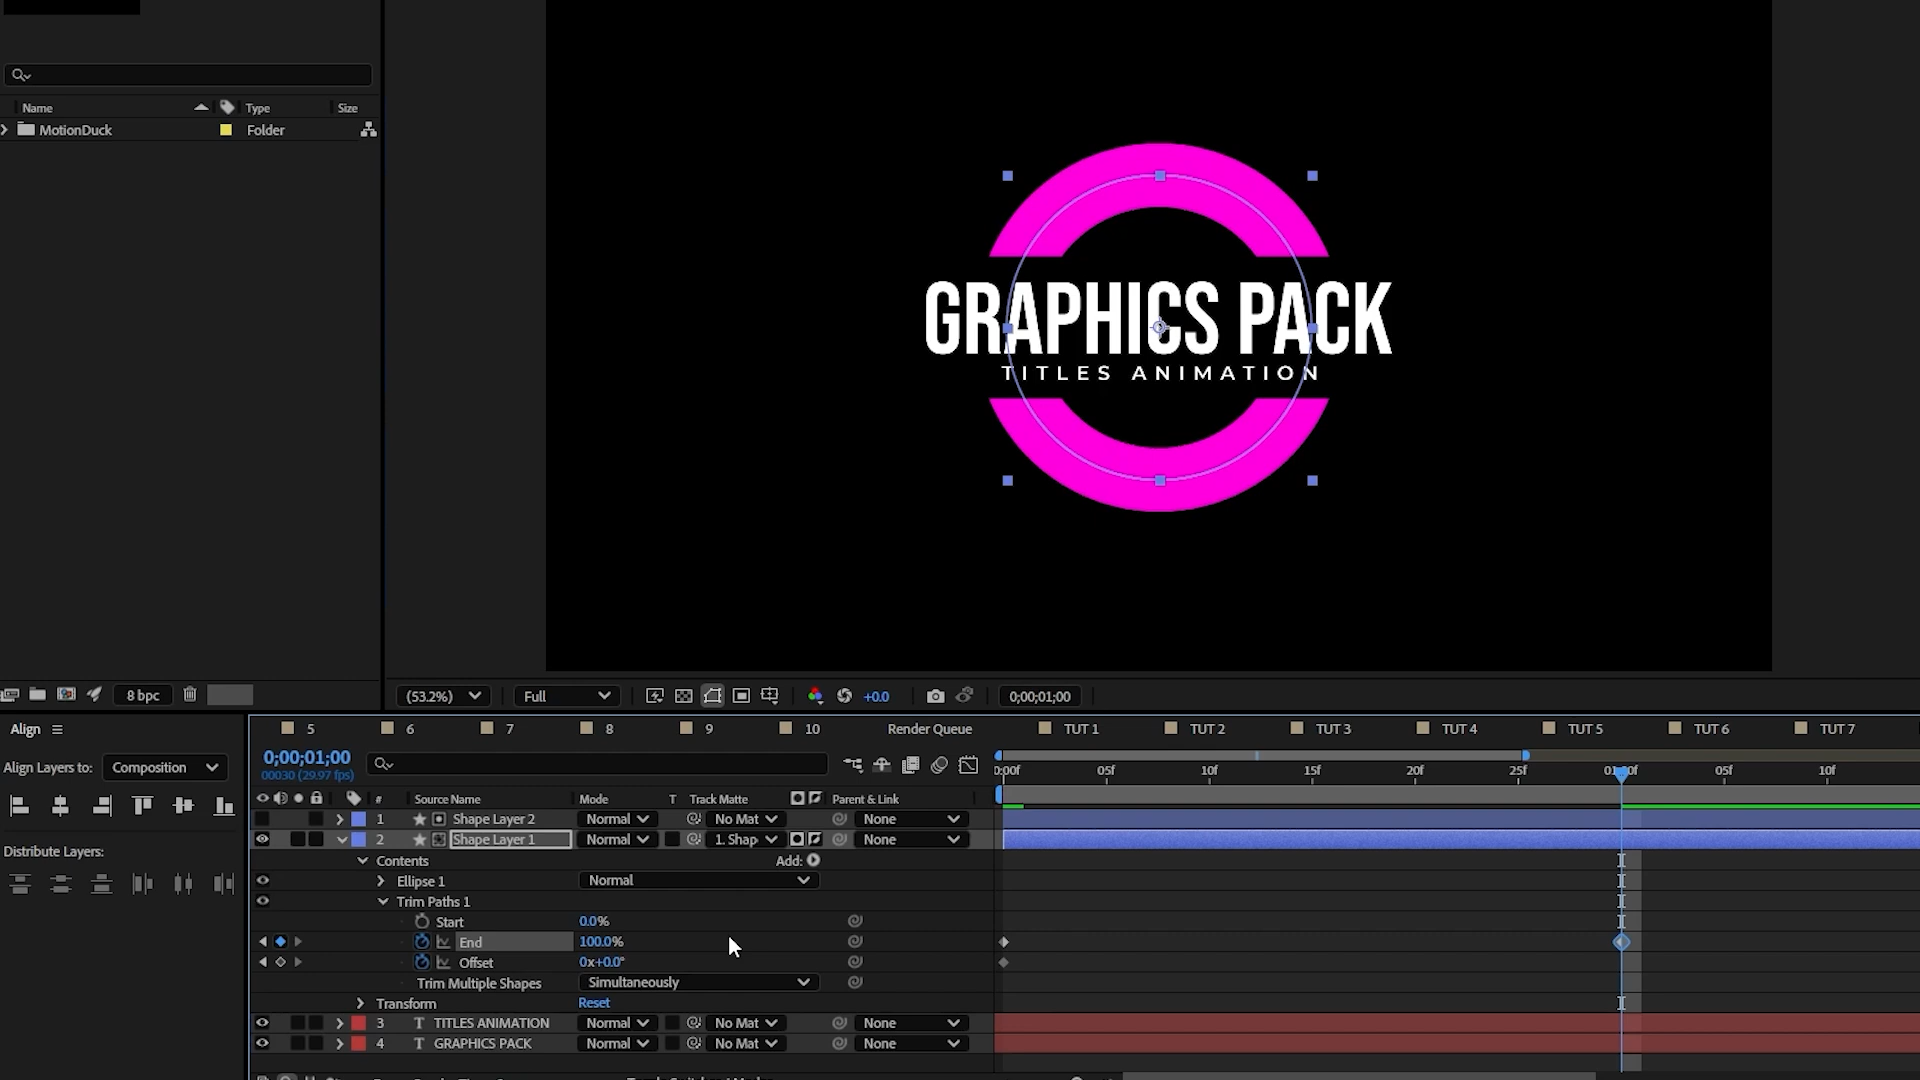 Name Type Size
MotionDuck Folder
GRAPHICS PACK
TITLES ANIMATION
8 bpc
(53.2%) Full +0.0 0;00;01;00
Align
5 6 7 8 9 10 Render Queue TUT 1 TUT 2 TUT 3 TUT 4 TUT 5 TUT 6 TUT 7
Align Layers to: Composition
0;00;01;00
00030 (29.97 fps)
0:00f 05f 10f 15f 20f 25f 01:00f 05f 10f
# Source Name Mode T Track Matte Parent & Link
1 Shape Layer 2 Normal No Mat None
2 Shape Layer 1 Normal 1. Shap None
Distribute Layers:
Contents Add:
Ellipse 1 Normal
Trim Paths 1
Start 0.0%
End 100.0%
Offset 0x+0.0°
Trim Multiple Shapes Simultaneously
Transform Reset
3 T TITLES ANIMATION Normal No Mat None
4 T GRAPHICS PACK Normal No Mat None